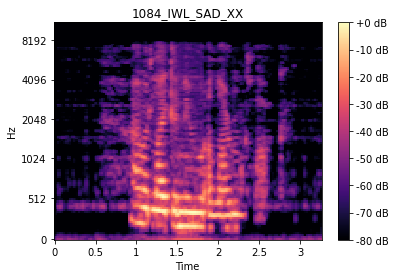 1084_IWL_SAD_XX
+0 dB
8192
-10 dB
4096
-20 dB
-30 dB
2048
-40 dB
Hz
1024
-50 dB
512
-60 dB
-70 dB
0
-80 dB
0 0.5 1 1.5 2 2.5 3
Time